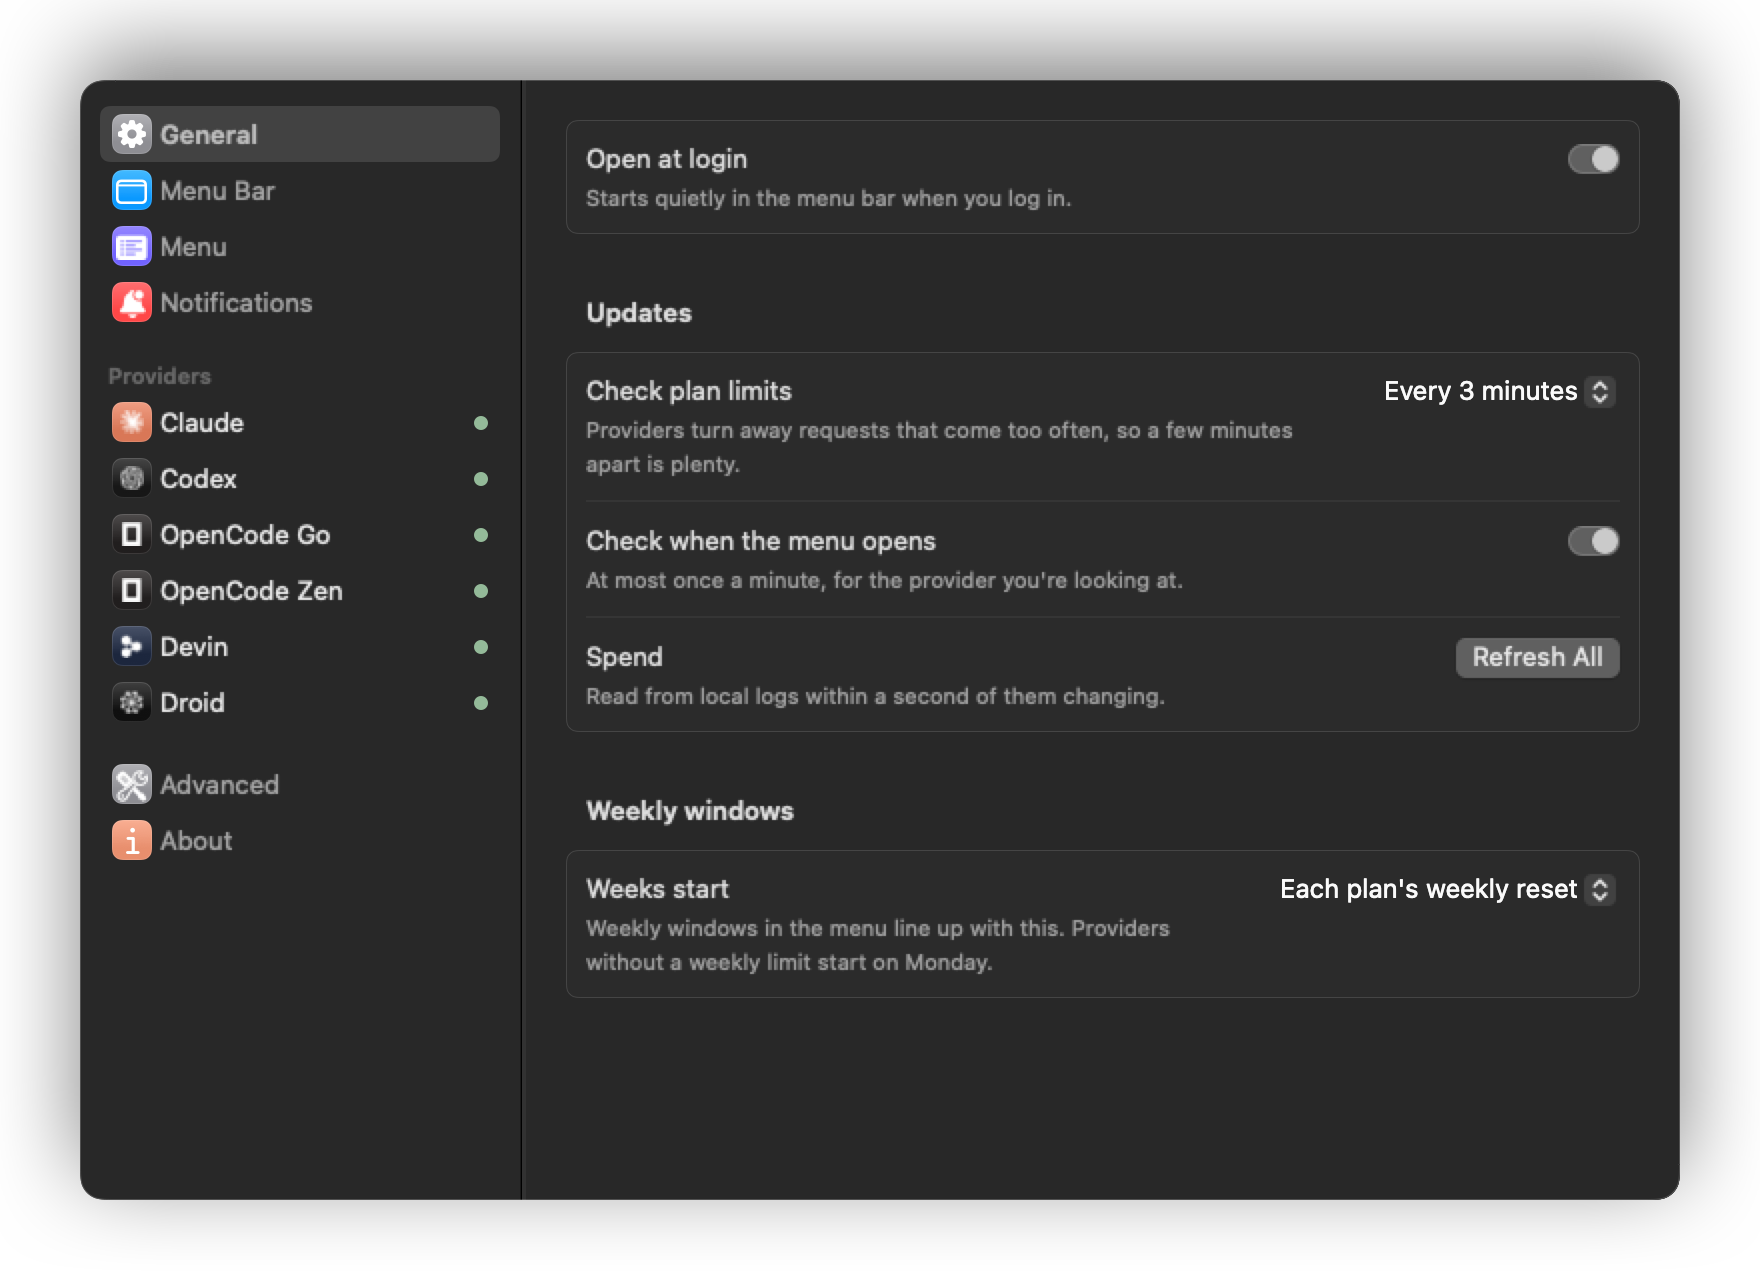 General
Menu Bar
Menu
Notifications
Providers
Claude
Codex
OpenCode Go
OpenCode Zen
Devin
Droid
Advanced
About
Open at login
Starts quietly in the menu bar when you log in.
Updates
Check plan limits
Every 3 minutes
Providers turn away requests that come too often, so a few minutes
apart is plenty.
Check when the menu opens
At most once a minute, for the provider you're looking at.
Spend
Refresh All
Read from local logs within a second of them changing.
Weekly windows
Weeks start
Each plan's weekly reset
Weekly windows in the menu line up with this. Providers
without a weekly limit start on Monday.